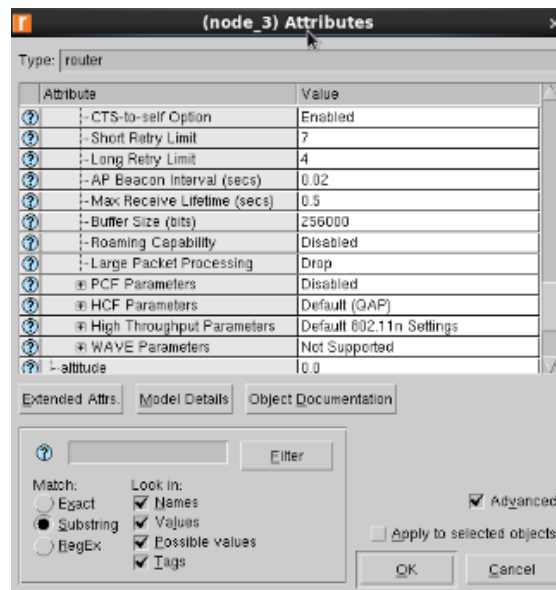 (node_3) Attributes
Type: router
Attribute Value
CTS-to-self Option Enabled
Short Retry Limit 7
Long Retry Limit 4
AP Beacon Interval (secs) 0.02
Max Receive Lifetime (secs) 0.5
Buffer Size (bits) 256000
Roaming Capability Disabled
Large Packet Processing Drop
PCF Parameters Disabled
HCF Parameters Default (QAP)
High Throughput Parameters Default 802.11n Settings
WAVE Parameters Not Supported
altitude 0.0
Extended Attrs. Model Details Object Documentation
Filter
Match: Look in:
Exact Names
Substring Values
RegEx Possible values
Tags
Advanced
Apply to selected objects
OK Cancel